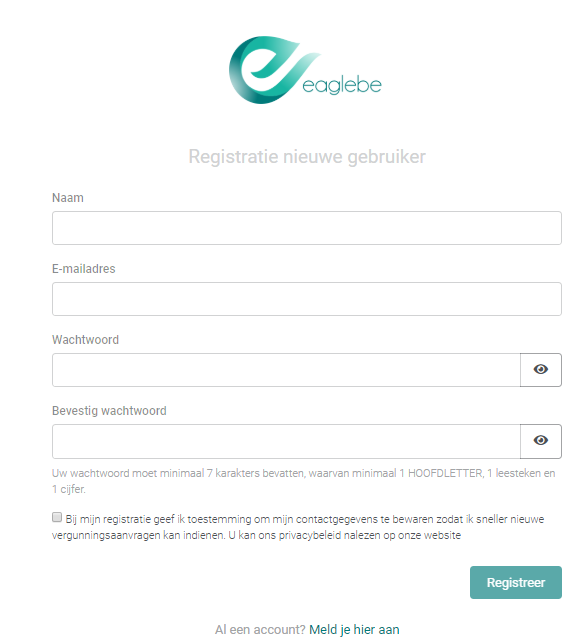 eaglebe
Registratie nieuwe gebruiker
Naam
E-mailadres
Wachtwoord
Bevestig wachtwoord
Uw wachtwoord moet minimaal 7 karakters bevatten, waarvan minimaal 1 HOOFDLETTER, 1 leesteken en
1 cijfer.
Bij mijn registratie geef ik toestemming om mijn contactgegevens te bewaren zodat ik sneller nieuwe
vergunningsaanvragen kan indienen. U kan ons privacybeleid nalezen op onze website
Registreer
Al een account? Meld je hier aan